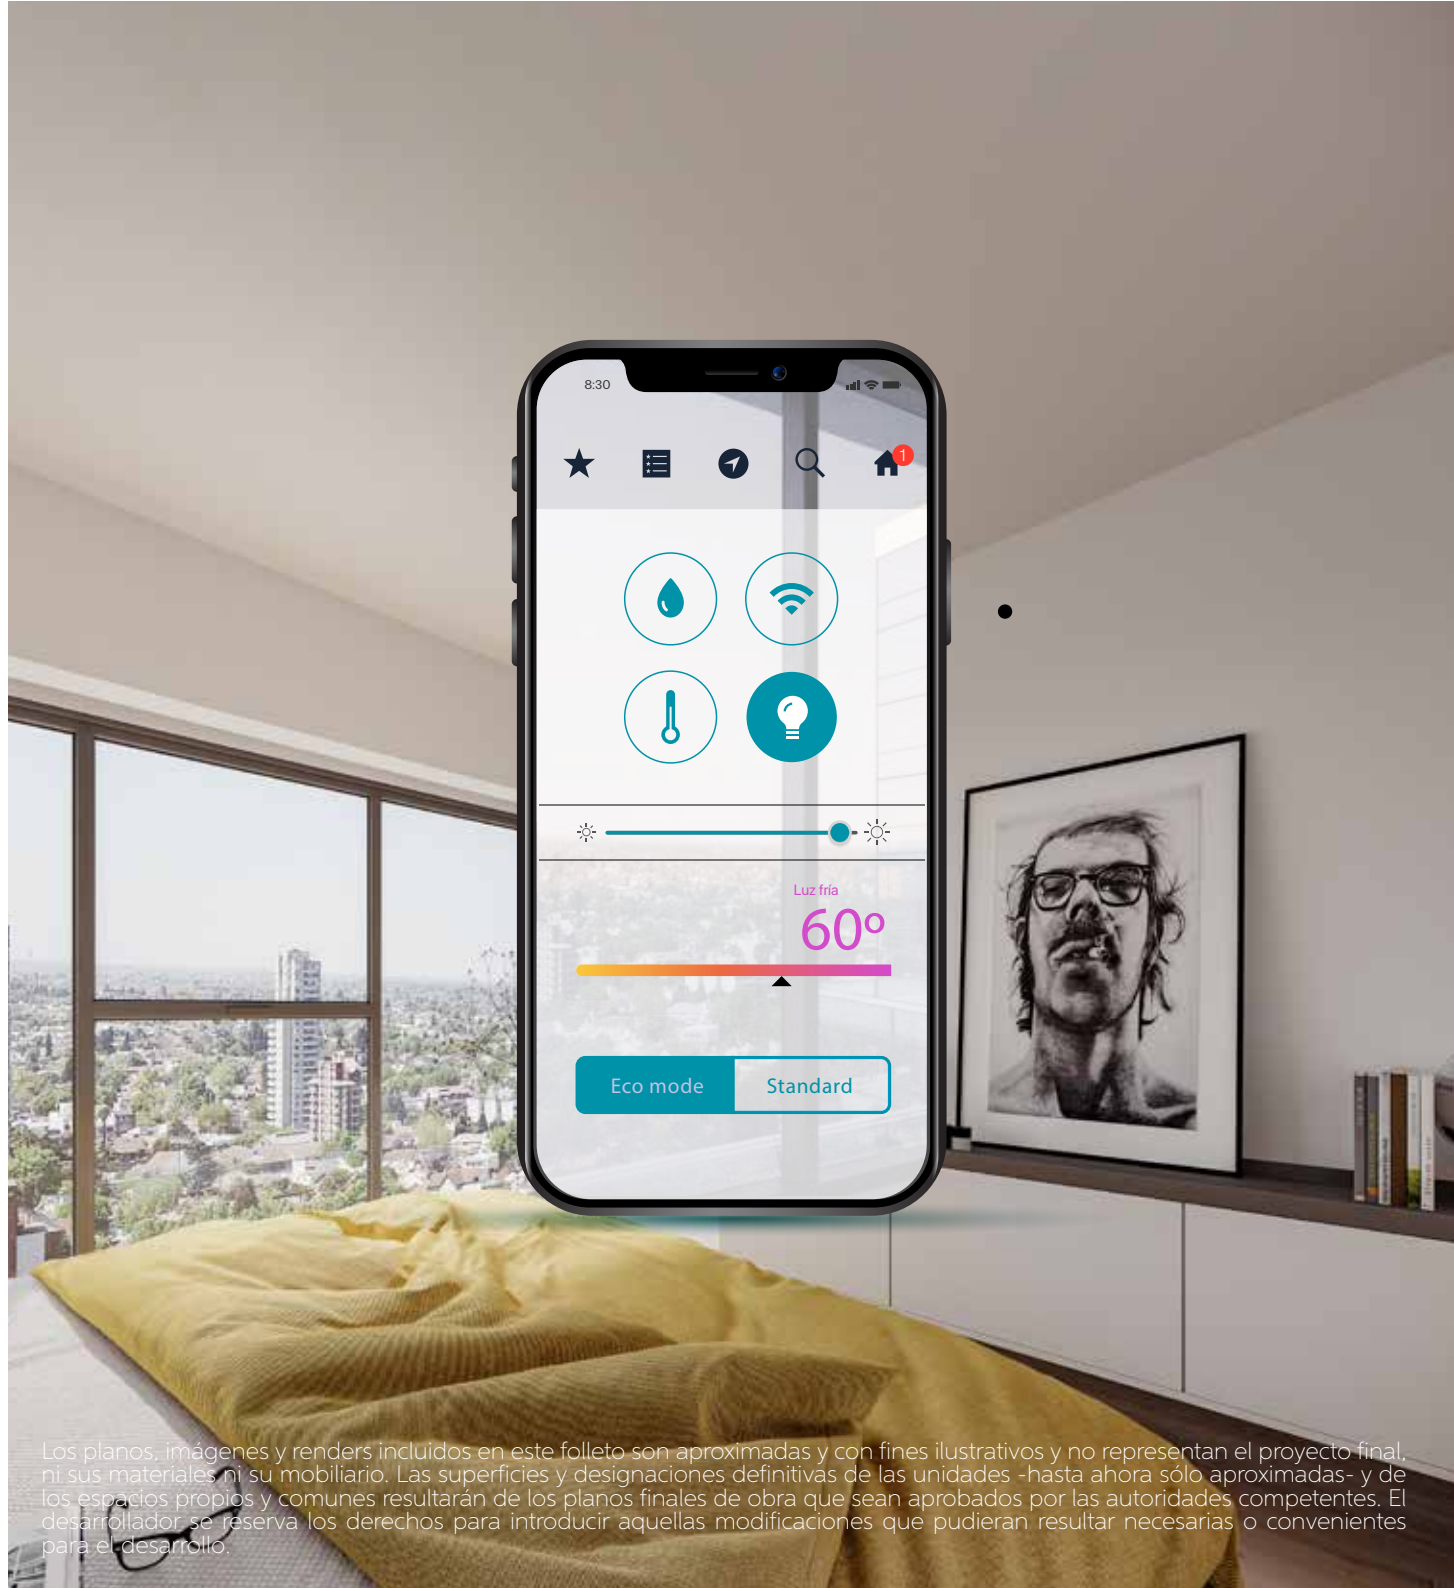 8:30
1
Luz fría
60º
Eco mode
Standard
Los planos, imágenes y renders incluidos en este folleto son aproximadas y con fines ilustrativos y no representan el proyecto final,
ni sus materiales ni su mobiliario. Las superficies y designaciones definitivas de las unidades -hasta ahora sólo aproximadas- y de
los espacios propios y comunes resultarán de los planos finales de obra que sean aprobados por las autoridades competentes. El
desarrollador se reserva los derechos para introducir aquellas modificaciones que pudieran resultar necesarias o convenientes
para el desarrollo.